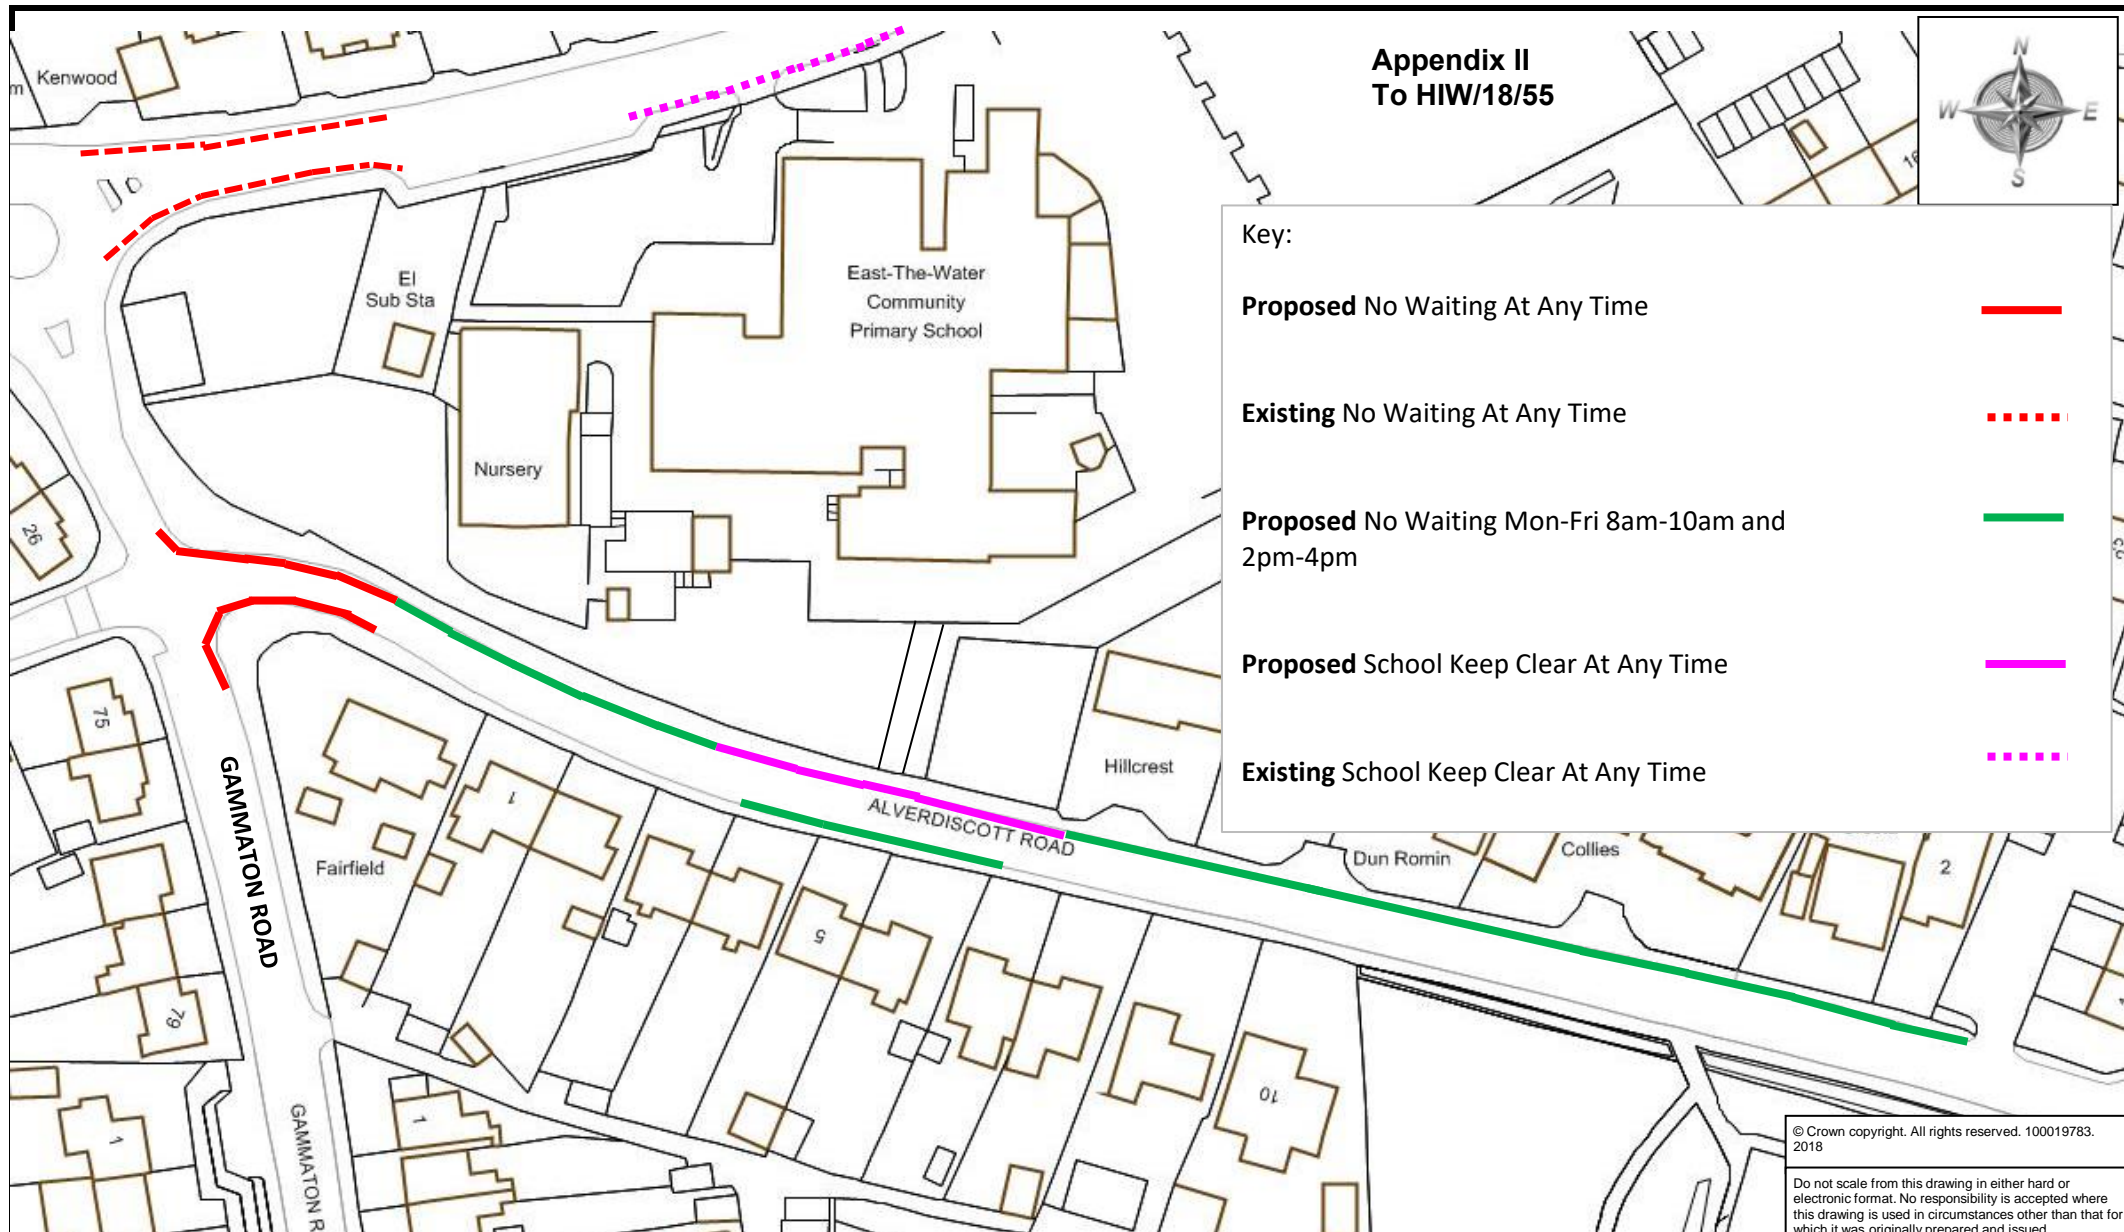 Appendix II
To HIW/18/55
N
W
E
S
Kenwood
m
16
El
Sub Sta
East-The-Water
Community
Primary School
Nursery
26
Key:
Proposed No Waiting At Any Time
Existing No Waiting At Any Time
Proposed No Waiting Mon-Fri 8am-10am and
2pm-4pm
Proposed School Keep Clear At Any Time
Existing School Keep Clear At Any Time
75
GAMMATON ROAD
Fairfield
1
5
ALVERDISCOTT ROAD
Hillcrest
Dun Romin
Collies
2
79
10
1
1
GAMMATON R
© Crown copyright. All rights reserved. 100019783.
2018
Do not scale from this drawing in either hard or
electronic format. No responsibility is accepted where
this drawing is used in circumstances other than that for
which it was originally prepared and issued